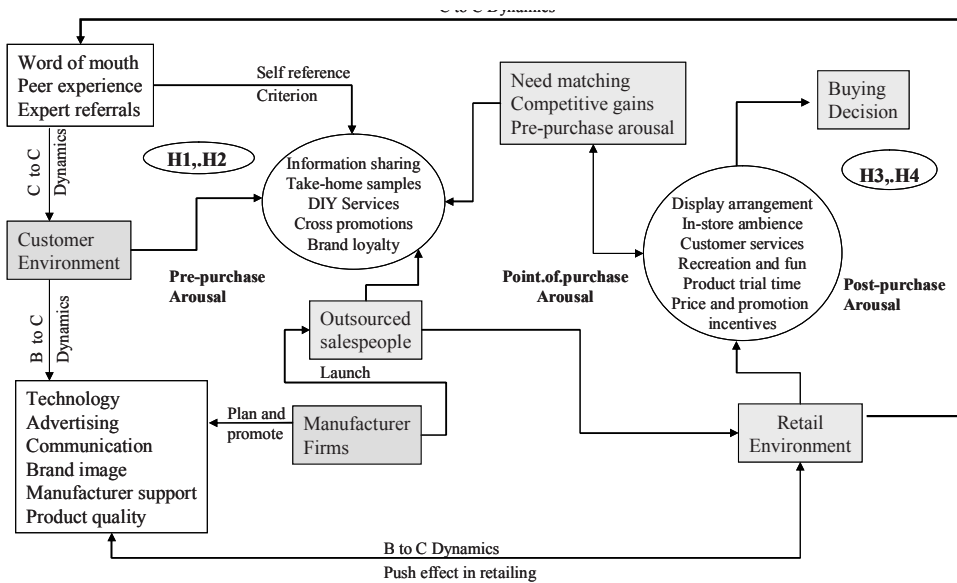 C to C Dynamics
Word of mouth
Peer experience
Expert referrals
Self reference
Criterion
Need matching
Competitive gains
Pre-purchase arousal
Buying
Decision
C to C
Dynamics
H1,.H2
Information sharing
Take-home samples
DIY Services
Cross promotions
Brand loyalty
H3,.H4
Display arrangement
In-store ambience
Customer services
Recreation and fun
Product trial time
Price and promotion
incentives
Customer
Environment
Pre-purchase
Arousal
Point.of.purchase
Arousal
Post-purchase
Arousal
B to C
Dynamics
Outsourced
salespeople
Launch
Technology
Advertising
Communication
Brand image
Manufacturer support
Product quality
Plan and
promote
Manufacturer
Firms
Retail
Environment
B to C Dynamics
Push effect in retailing